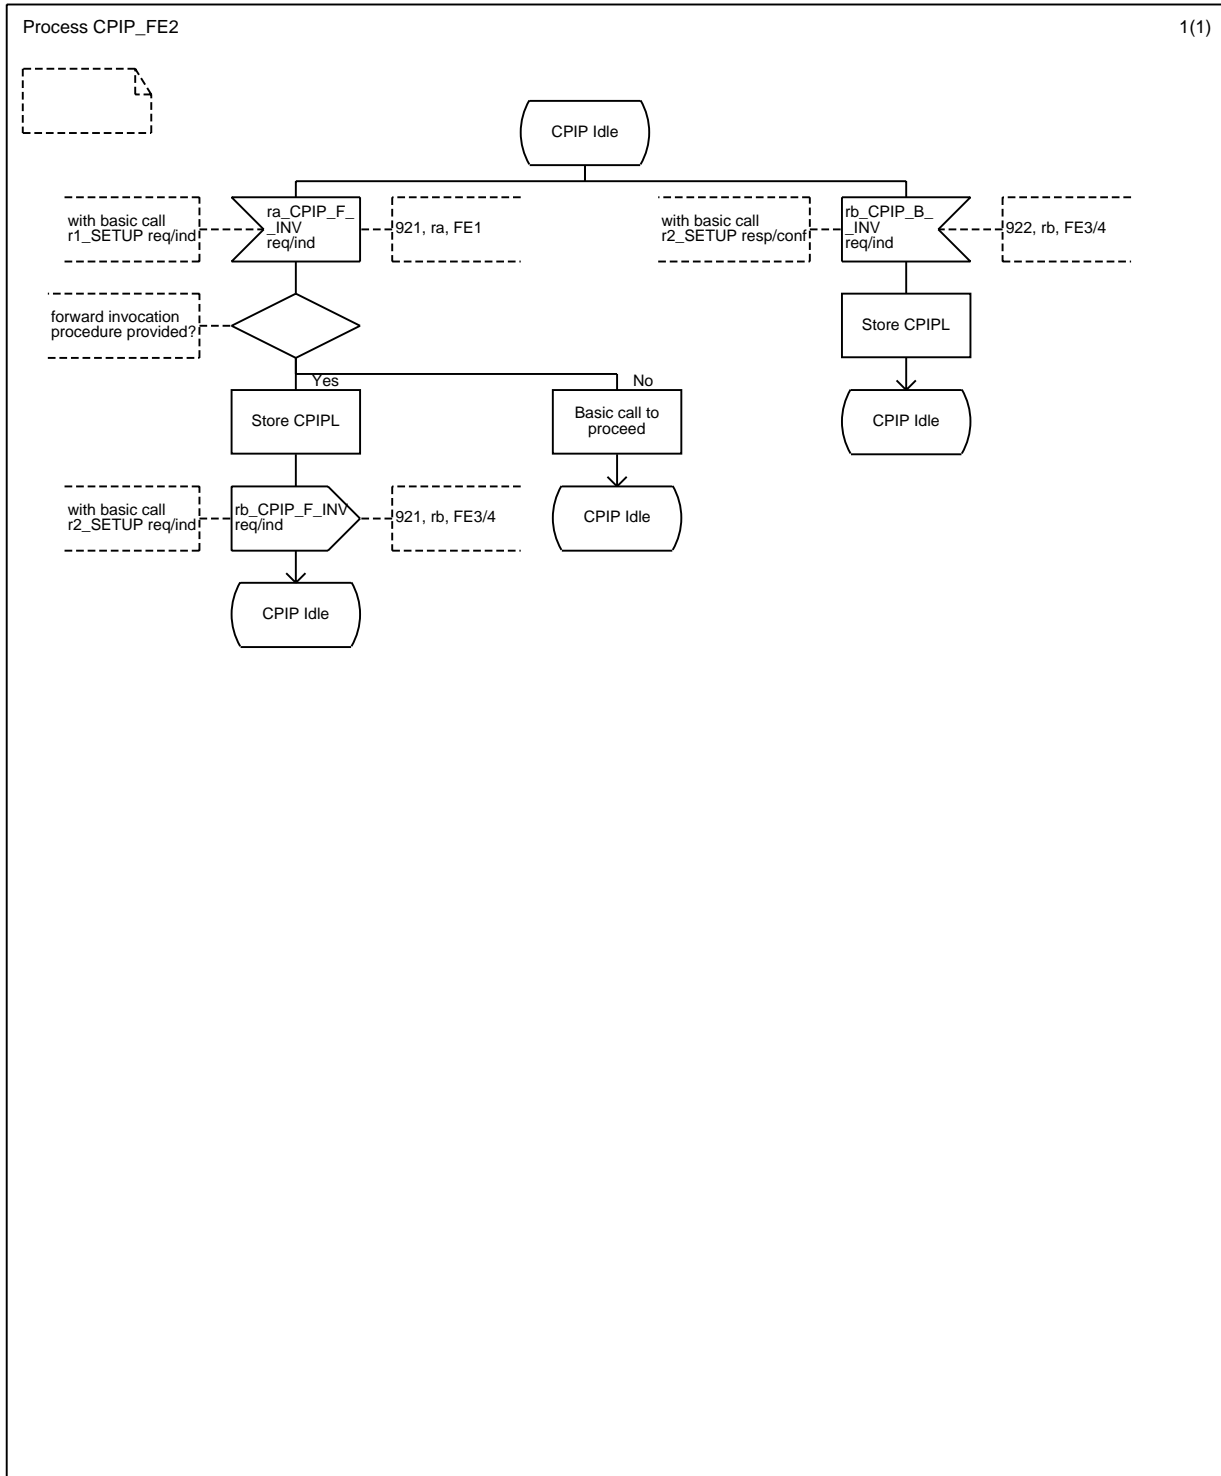 Process CPIP_FE2
1(1)
CPIP Idle
with basic call
r1_SETUP req/ind
ra_CPIP_F_
_INV
req/ind
921, ra, FE1
with basic call
r2_SETUP resp/conf
rb_CPIP_B_
_INV
req/ind
922, rb, FE3/4
forward invocation
procedure provided?
Store CPIPL
Yes
No
Store CPIPL
Basic call to
proceed
CPIP Idle
with basic call
r2_SETUP req/ind
rb_CPIP_F_INV
req/ind
921, rb, FE3/4
CPIP Idle
CPIP Idle